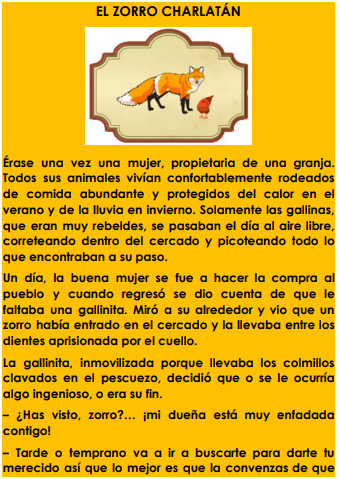 EL ZORRO CHARLATÁN
Érase una vez una mujer, propietaria de una granja.
Todos sus animales vivían confortablemente rodeados
de comida abundante y protegidos del calor en el
verano y de la lluvia en invierno. Solamente las gallinas,
que eran muy rebeldes, se pasaban el día al aire libre,
correteando dentro del cercado y picoteando todo lo
que encontraban a su paso.
Un día, la buena mujer se fue a hacer la compra al
pueblo y cuando regresó se dio cuenta de que le
faltaba una gallinita. Miró a su alrededor y vio que un
zorro había entrado en el cercado y la llevaba entre los
dientes aprisionada por el cuello.
La gallinita, inmovilizada porque llevaba los colmillos
clavados en el pescuezo, decidió que o se le ocurría
algo ingenioso, o era su fin.
– ¿Has visto, zorro?... ¡mi dueña está muy enfadada
contigo!
– Tarde o temprano va a ir a buscarte para darte tu
merecido así que lo mejor es que la convenzas de que